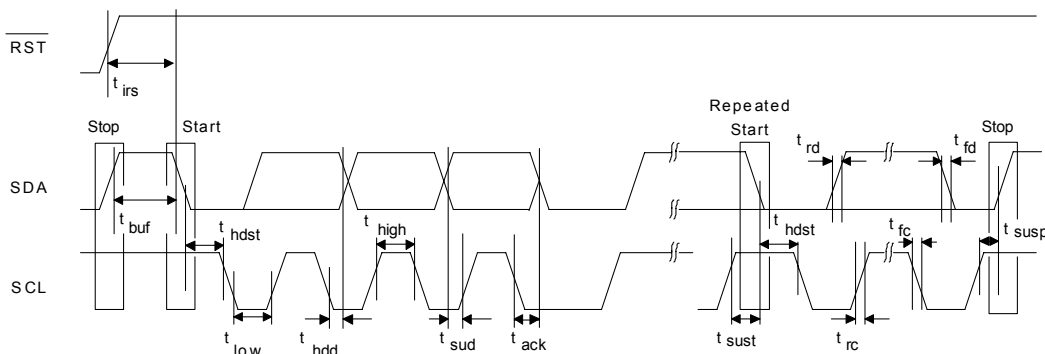 RST
t irs
Repeated
Stop
Start
Start
Stop
t rd
t fd
SDA
t buf
t hdst
t high
t hdst
t fc
t susp
SCL
t low
t hdd
t sud
t ack
t sust
t rc